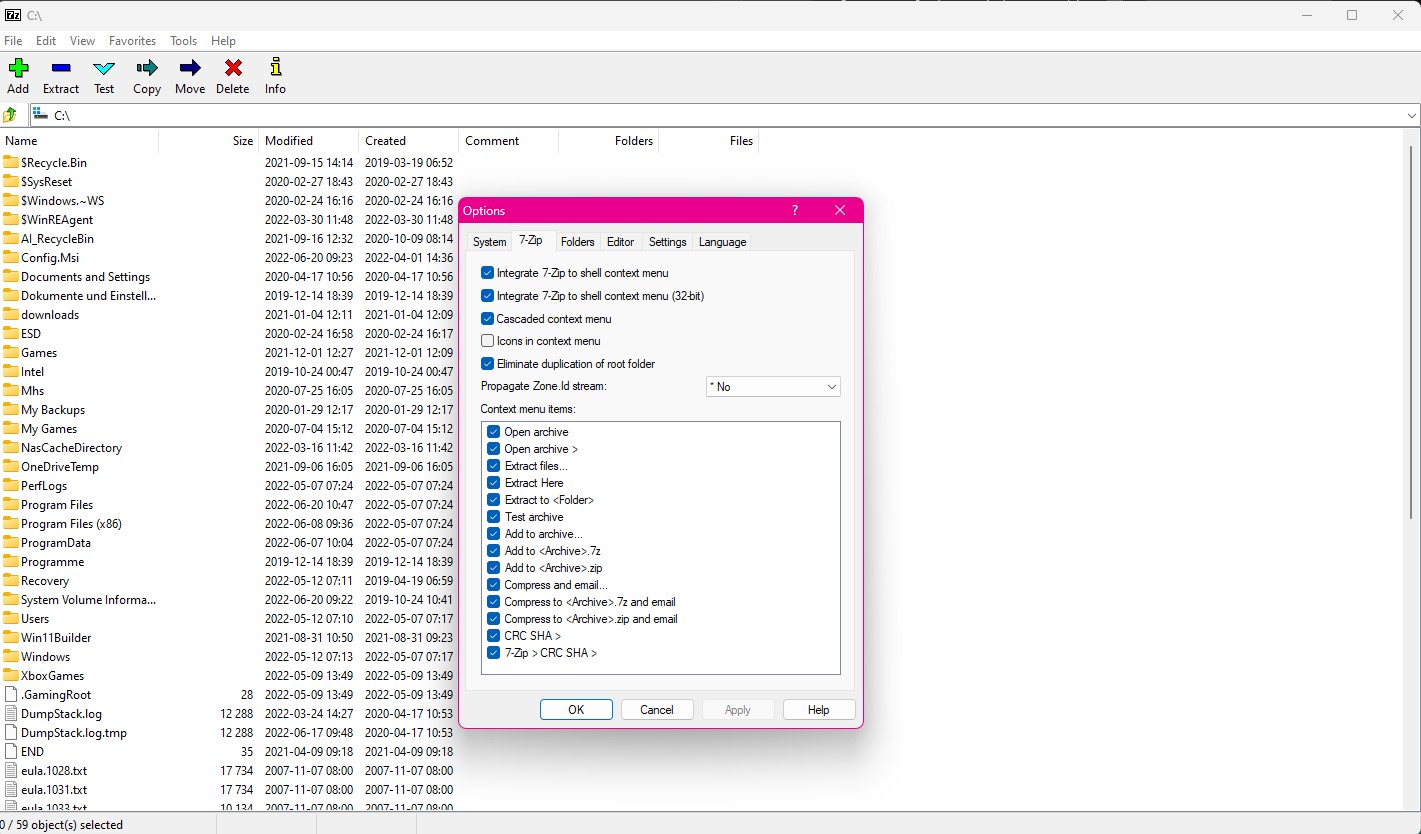 7z C:\
File Edit View Favorites Tools Help
Add Extract Test Copy Move Delete Info
C:\
Name Size Modified Created Comment Folders Files
$Recycle.Bin 2021-09-15 14:14 2019-03-19 06:52
$SysReset 2020-02-27 18:43 2020-02-27 18:43
$Windows.~WS 2020-02-24 16:16 2020-02-24 16:16
$WinREAgent 2022-03-30 11:48 2022-03-30 11:48
AI_RecycleBin 2021-09-16 12:32 2020-10-09 08:14
Config.Msi 2022-06-20 09:23 2022-04-01 14:36
Documents and Settings 2020-04-17 10:56 2020-04-17 10:56
Dokumente und Einstell... 2019-12-14 18:39 2019-12-14 18:39
downloads 2021-01-04 12:11 2021-01-04 12:09
ESD 2020-02-24 16:58 2020-02-24 16:17
Games 2021-12-01 12:27 2021-12-01 12:09
Intel 2019-10-24 00:47 2019-10-24 00:47
Mhs 2020-07-25 16:05 2020-07-25 16:05
My Backups 2020-01-29 12:17 2020-01-29 12:17
My Games 2020-07-04 15:12 2020-07-04 15:12
NasCacheDirectory 2022-03-16 11:42 2022-03-16 11:42
OneDriveTemp 2021-09-06 16:05 2021-09-06 16:05
PerfLogs 2022-05-07 07:24 2022-05-07 07:24
Program Files 2022-06-20 10:47 2022-05-07 07:24
Program Files (x86) 2022-06-08 09:36 2022-05-07 07:24
ProgramData 2022-06-07 10:04 2022-05-07 07:24
Programme 2019-12-14 18:39 2019-12-14 18:39
Recovery 2022-05-12 07:11 2019-04-19 06:59
System Volume Informa... 2022-06-20 09:22 2019-10-24 10:41
Users 2022-05-12 07:10 2022-05-07 07:17
Win11Builder 2021-08-31 10:50 2021-08-31 09:23
Windows 2022-05-12 07:13 2022-05-07 07:17
XboxGames 2022-05-09 13:49 2022-05-09 13:49
.GamingRoot 28 2022-05-09 13:49 2022-05-09 13:49
DumpStack.log 12 288 2022-03-24 14:27 2020-04-17 10:53
DumpStack.log.tmp 12 288 2022-06-17 09:48 2020-04-17 10:53
END 35 2021-04-09 09:18 2021-04-09 09:18
eula.1028.txt 17 734 2007-11-07 08:00 2007-11-07 08:00
eula.1031.txt 17 734 2007-11-07 08:00 2007-11-07 08:00
eula.1033.txt 10 134 2007-11-07 08:00 2007-11-07 08:00
0 / 59 object(s) selected
Options ?
System 7-Zip Folders Editor Settings Language
Integrate 7-Zip to shell context menu
Integrate 7-Zip to shell context menu (32-bit)
Cascaded context menu
Icons in context menu
Eliminate duplication of root folder
Propagate Zone.Id stream: * No
Context menu items:
Open archive
Open archive >
Extract files...
Extract Here
Extract to <Folder>
Test archive
Add to archive...
Add to <Archive>.7z
Add to <Archive>.zip
Compress and email...
Compress to <Archive>.7z and email
Compress to <Archive>.zip and email
CRC SHA >
7-Zip > CRC SHA >
OK Cancel Apply Help